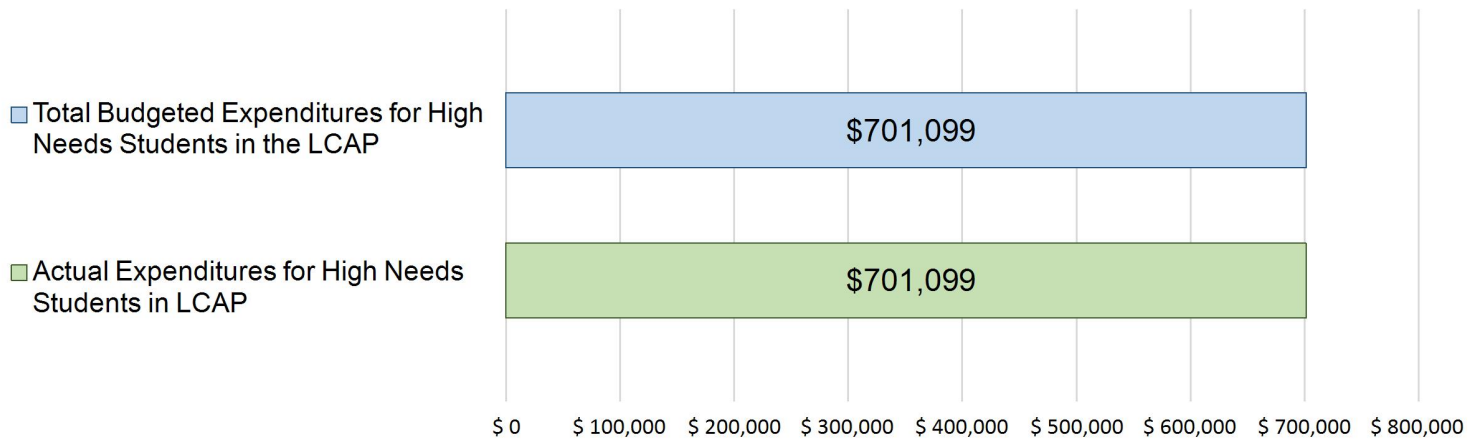 Total Budgeted Expenditures for High
Needs Students in the LCAP
$701,099
Actual Expenditures for High Needs
Students in LCAP
$701,099
$ 0 $ 100,000 $ 200,000 $ 300,000 $ 400,000 $ 500,000 $ 600,000 $ 700,000 $ 800,000